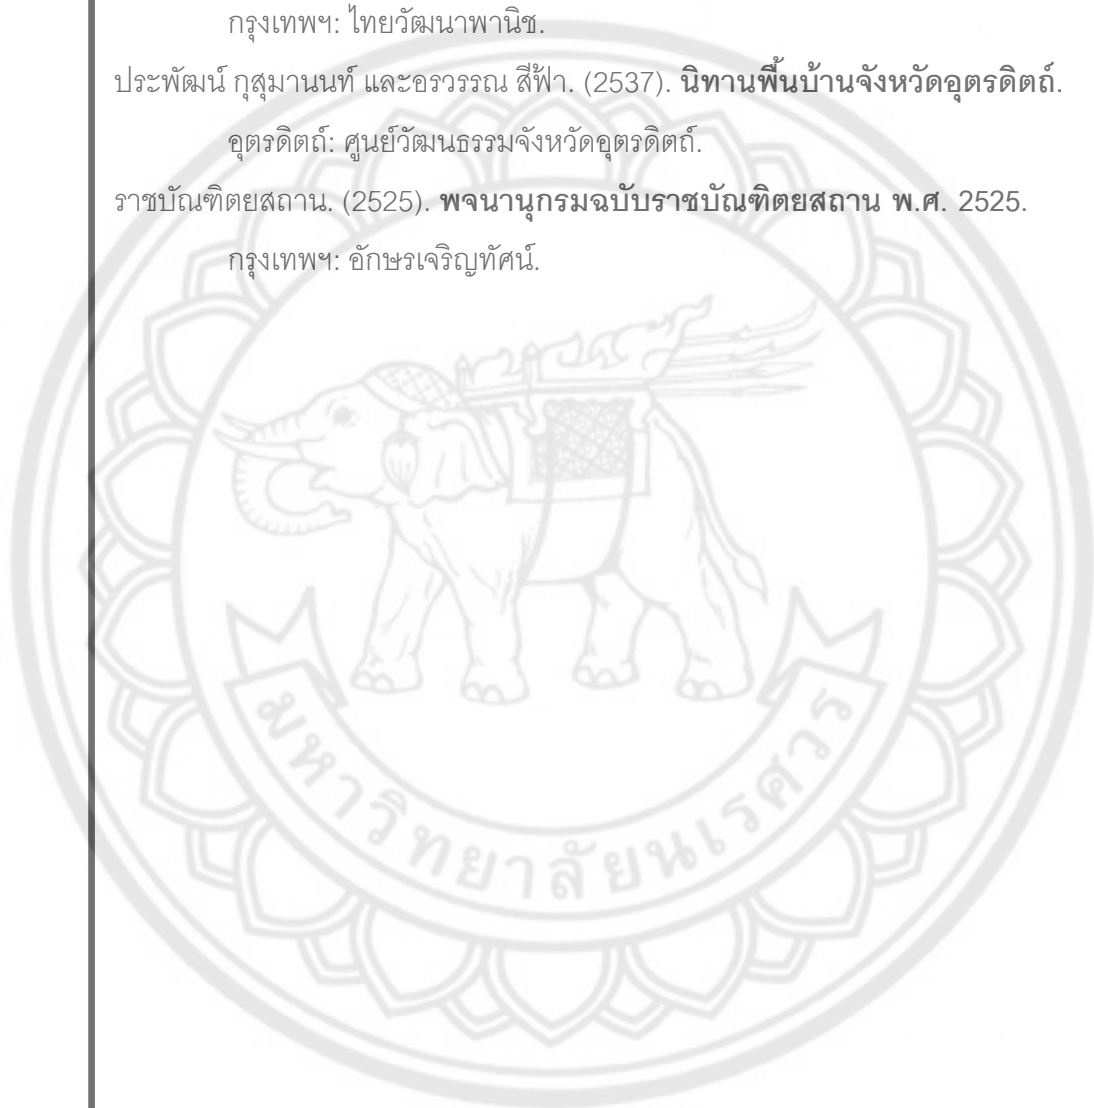 กรุงเทพฯ: ไทยวัฒนาพานิช.
ประพัฒน์ กุสุมานนท์ และอรวรรณ สีฟ้า. (2537). นิทานพื้นบ้านจังหวัดอุตรดิตถ์.
อุตรดิตถ์: ศูนย์วัฒนธรรมจังหวัดอุตรดิตถ์.
ราชบัณฑิตยสถาน. (2525). พจนานุกรมฉบับราชบัณฑิตยสถาน พ.ศ. 2525.
กรุงเทพฯ: อักษรเจริญทัศน์.
มหาวิทยาลัยนเรศวร